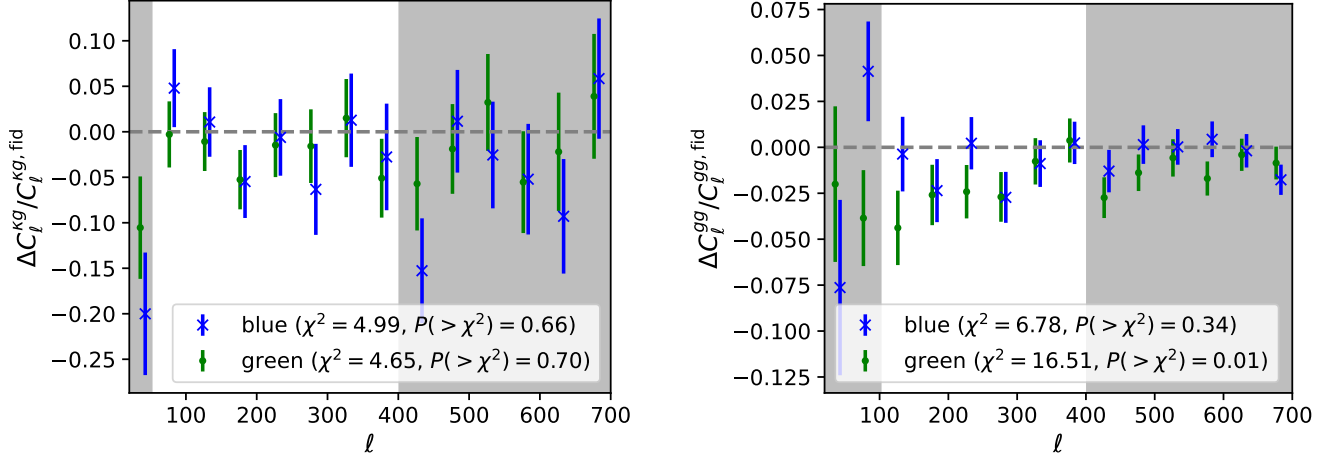 0.10
0.05
0.00
−0.05
−0.10
−0.15
−0.20
−0.25
ΔC_ℓ^{κg}/C_ℓ^{κg, fid}
blue (χ² = 4.99, P(> χ²) = 0.66)
green (χ² = 4.65, P(> χ²) = 0.70)
100 200 300 400 500 600 700
ℓ
0.075
0.050
0.025
0.000
−0.025
−0.050
−0.075
−0.100
−0.125
ΔC_ℓ^{gg}/C_ℓ^{gg, fid}
blue (χ² = 6.78, P(> χ²) = 0.34)
green (χ² = 16.51, P(> χ²) = 0.01)
100 200 300 400 500 600 700
ℓ